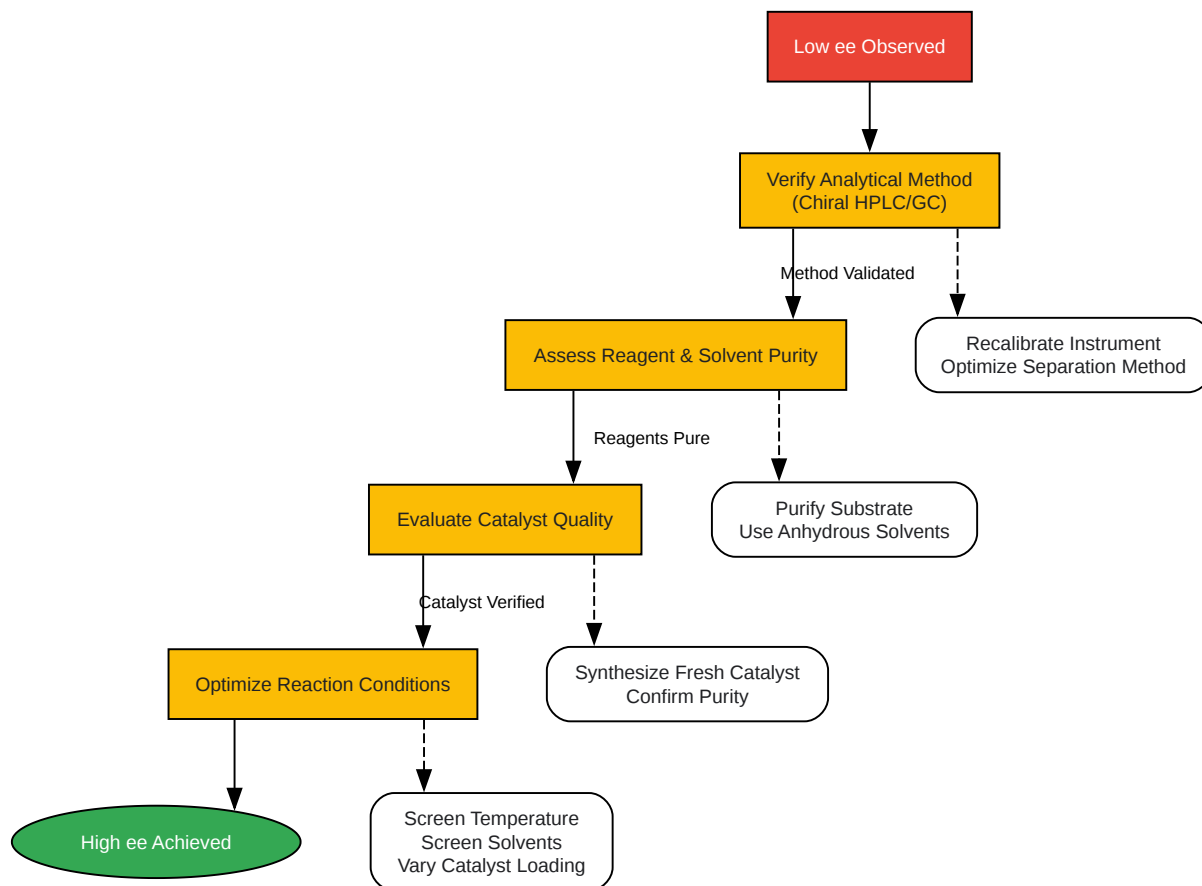 Low ee Observed
Verify Analytical Method
(Chiral HPLC/GC)
Method Validated
Assess Reagent & Solvent Purity
Recalibrate Instrument
Optimize Separation Method
Reagents Pure
Evaluate Catalyst Quality
Purify Substrate
Use Anhydrous Solvents
Catalyst Verified
Optimize Reaction Conditions
Synthesize Fresh Catalyst
Confirm Purity
High ee Achieved
Screen Temperature
Screen Solvents
Vary Catalyst Loading